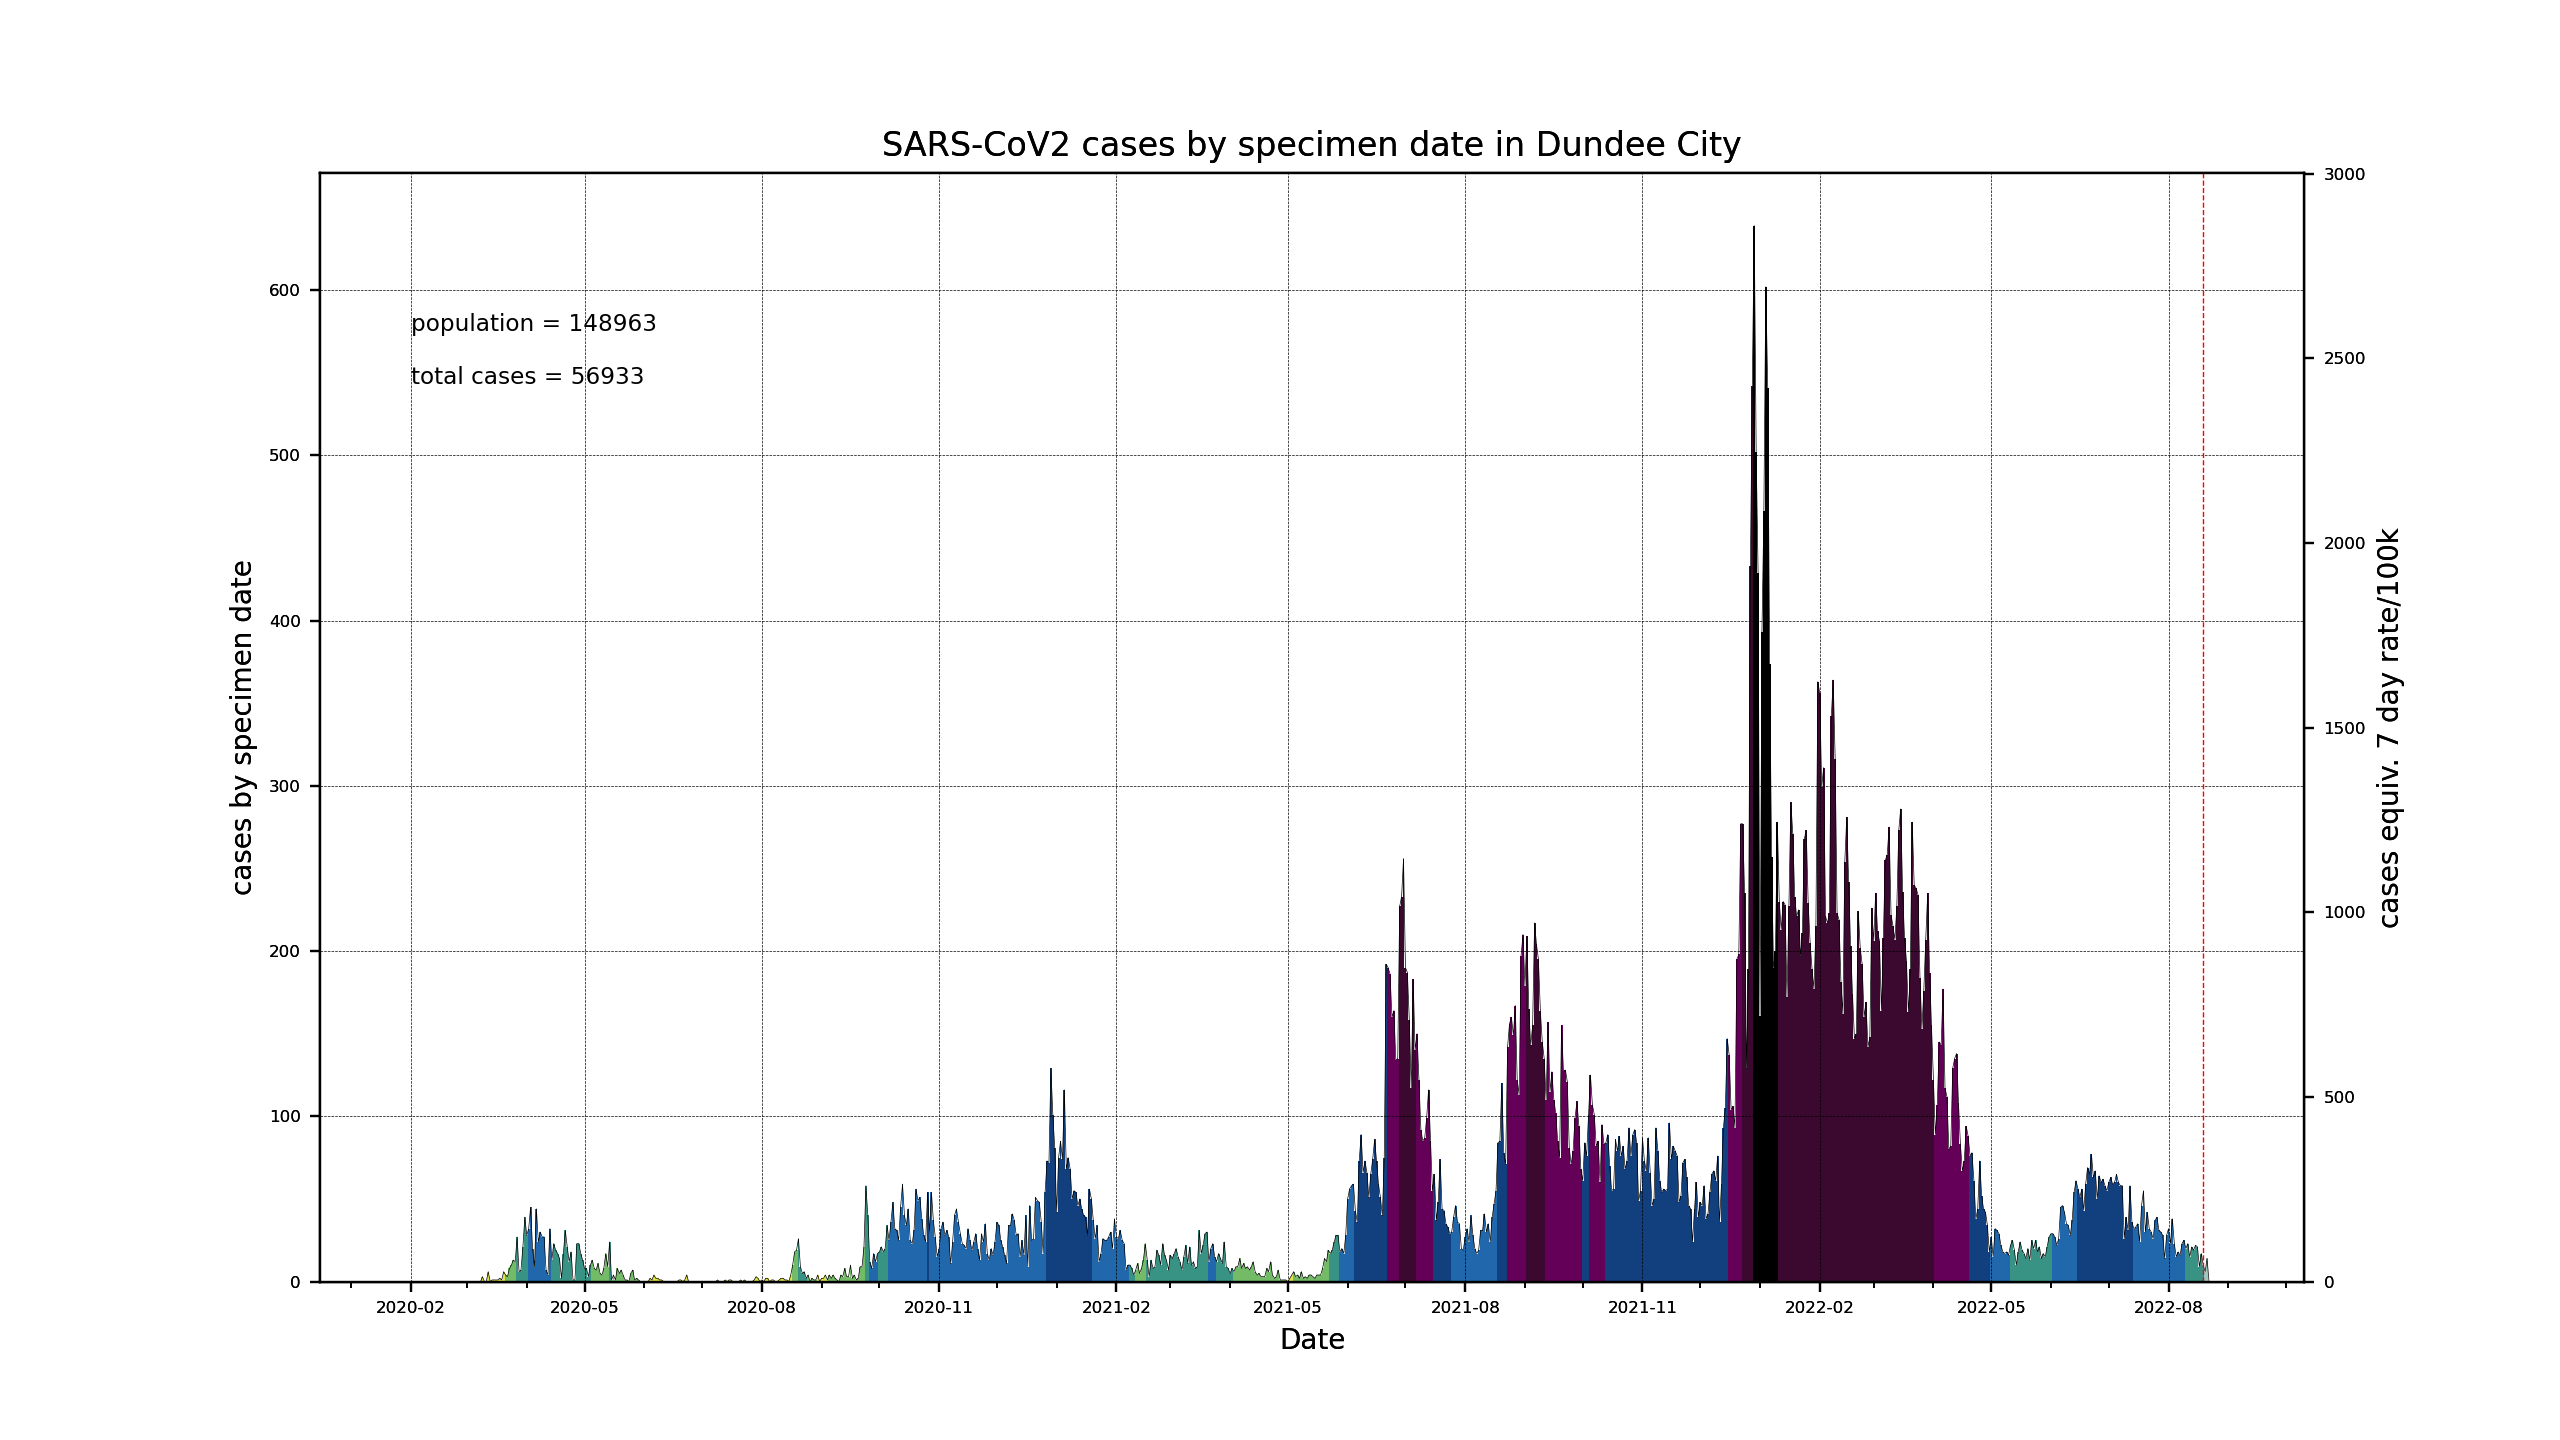 SARS-CoV2 cases by specimen date in Dundee City
population = 148963
total cases = 56933
cases by specimen date
600
500
400
300
200
100
0
3000
2500
2000
1500
1000
500
0
cases equiv. 7 day rate/100k
2020-02 2020-05 2020-08 2020-11 2021-02 2021-05 2021-08 2021-11 2022-02 2022-05 2022-08
Date